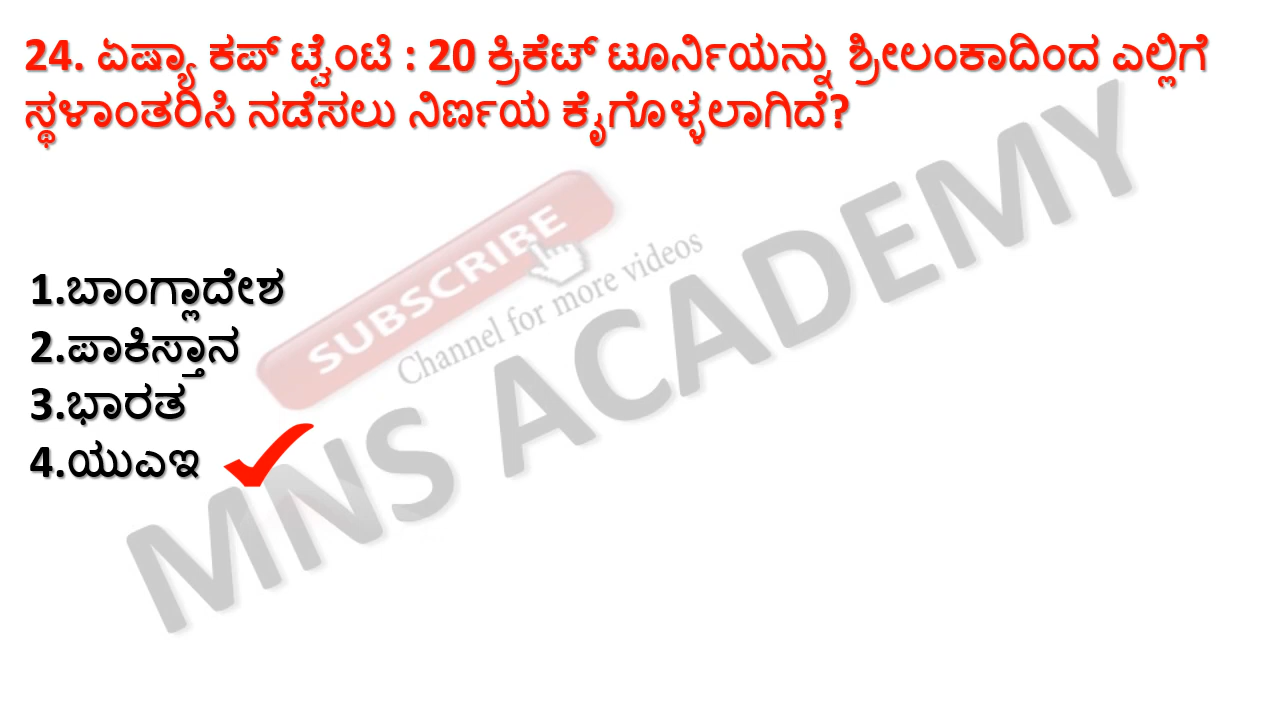 24. ಏಷ್ಯಾ ಕಪ್ ಟ್ವೆಂಟಿ : 20 ಕ್ರಿಕೆಟ್ ಟೂರ್ನಿಯನ್ನು ಶ್ರೀಲಂಕಾದಿಂದ ಎಲ್ಲಿಗೆ
ಸ್ಥಳಾಂತರಿಸಿ ನಡೆಸಲು ನಿರ್ಣಯ ಕೈಗೊಳ್ಳಲಾಗಿದೆ?
SUBSCRIBE
Channel for more videos
MNS ACADEMY
1.ಬಾಂಗ್ಲಾದೇಶ
2.ಪಾಕಿಸ್ತಾನ
3.ಭಾರತ
4.ಯುಎಇ